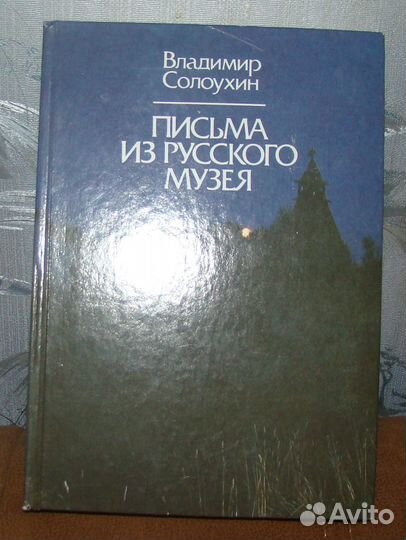 Владимир
Солоухин
ПИСЬМА
ИЗ РУССКОГО
МУЗЕЯ
Avito